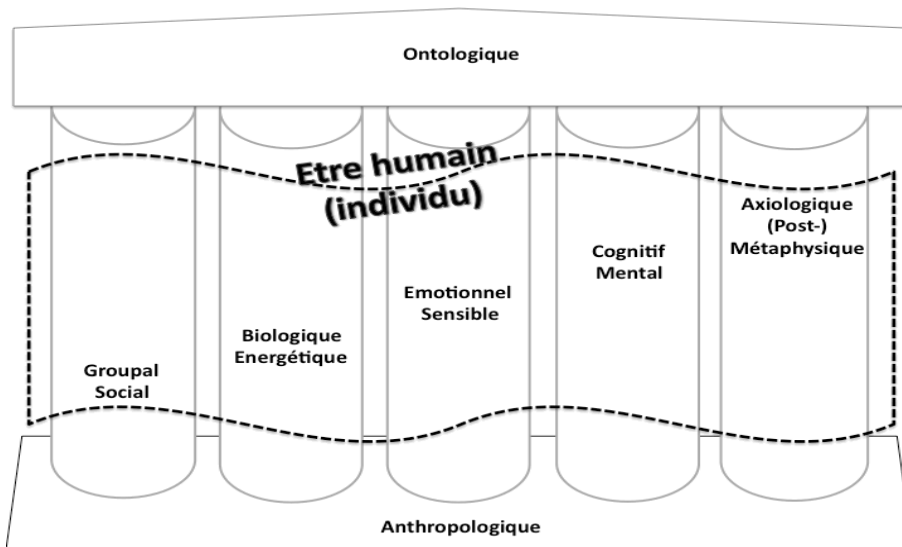 Ontologique
Etre humain
(individu)
Axiologique
(Post-)
Métaphysique
Cognitif
Mental
Emotionnel
Sensible
Biologique
Energétique
Groupal
Social
Anthropologique